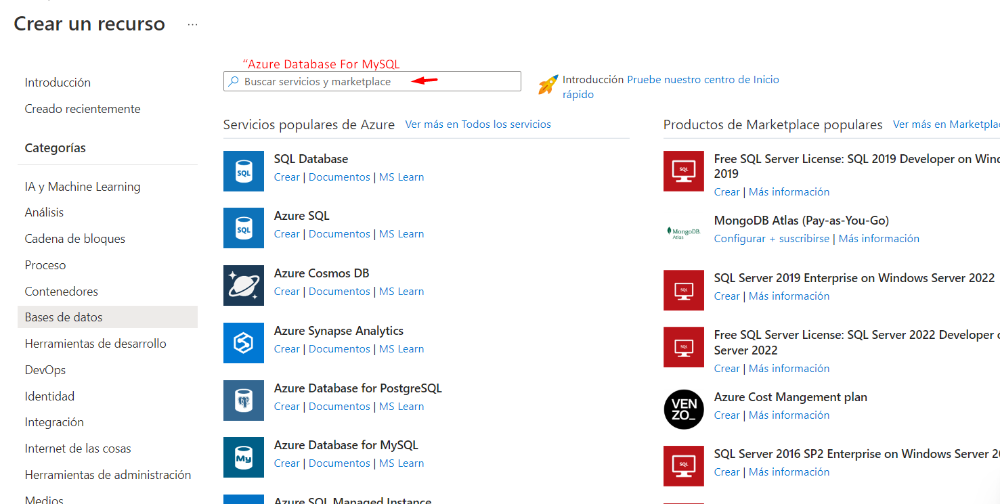 Crear un recurso ...
Introducción
Creado recientemente
Categorías
IA y Machine Learning
Análisis
Cadena de bloques
Proceso
Contenedores
Bases de datos
Herramientas de desarrollo
DevOps
Identidad
Integración
Internet de las cosas
Herramientas de administración
Medios
“Azure Database For MySQL
Buscar servicios y marketplace
Introducción Pruebe nuestro centro de Inicio
rápido
Servicios populares de Azure Ver más en Todos los servicios
SQL
SQL Database
Crear | Documentos | MS Learn
SQL
Azure SQL
Crear | Documentos | MS Learn
Azure Cosmos DB
Crear | Documentos | MS Learn
Azure Synapse Analytics
Crear | Documentos | MS Learn
Azure Database for PostgreSQL
Crear | Documentos | MS Learn
My
Azure Database for MySQL
Crear | Documentos | MS Learn
Azure SQL Managed Instance
Productos de Marketplace populares Ver más en Marketplac
SQL
Free SQL Server License: SQL 2019 Developer on Wind
2019
Crear | Más información
MongoDB.
Atlas
MongoDB Atlas (Pay-as-You-Go)
Configurar + suscribirse | Más información
SQL
SQL Server 2019 Enterprise on Windows Server 2022
Crear | Más información
SQL
Free SQL Server License: SQL Server 2022 Developer o
Server 2022
Crear | Más información
VEN
ZO_
Azure Cost Mangement plan
Crear | Más información
SQL
SQL Server 2016 SP2 Enterprise on Windows Server 20
Crear | Más información